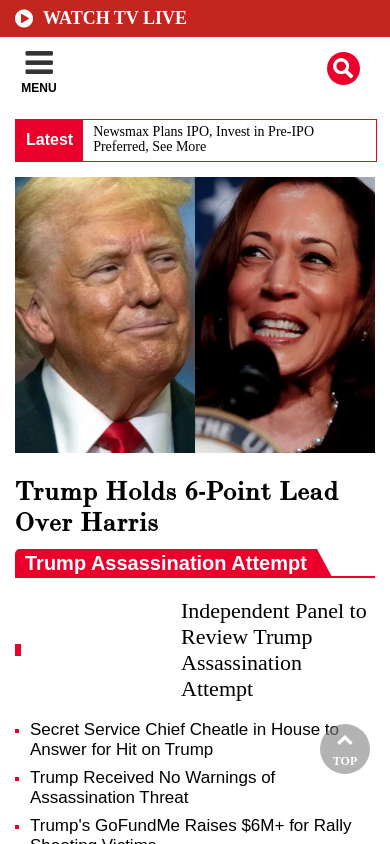 WATCH TV LIVE
MENU
Latest
Newsmax Plans IPO, Invest in Pre-IPO
Preferred, See More
THE UN
Trump Holds 6-Point Lead
Over Harris
Trump Assassination Attempt
Independent Panel to
Review Trump
Assassination
Attempt
Secret Service Chief Cheatle in House to
Answer for Hit on Trump
TOP
Trump Received No Warnings of
Assassination Threat
Trump's GoFundMe Raises $6M+ for Rally
Shooting Victims